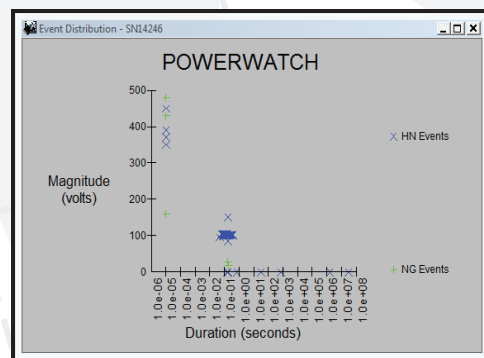 Event Distribution - SN14246
POWERWATCH
500
400
300
200
100
0
Magnitude
(volts)
HN Events
NG Events
1.0e-06
1.0e-05
1.0e-04
1.0e-03
1.0e-02
1.0e-01
1.0e+00
1.0e+01
1.0e+02
1.0e+03
1.0e+04
1.0e+05
1.0e+06
1.0e+07
1.0e+08
Duration (seconds)